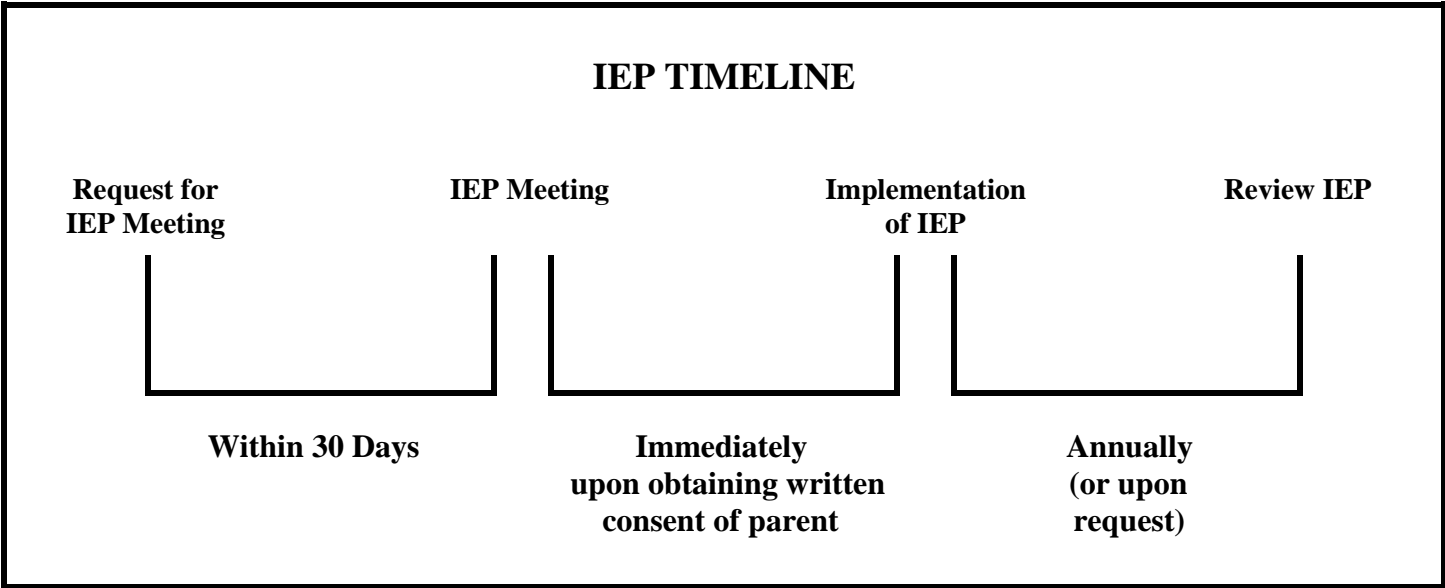 IEP TIMELINE
Request for
IEP Meeting
IEP Meeting
Implementation
of IEP
Review IEP
Within 30 Days
Immediately
upon obtaining written
consent of parent
Annually
(or upon
request)